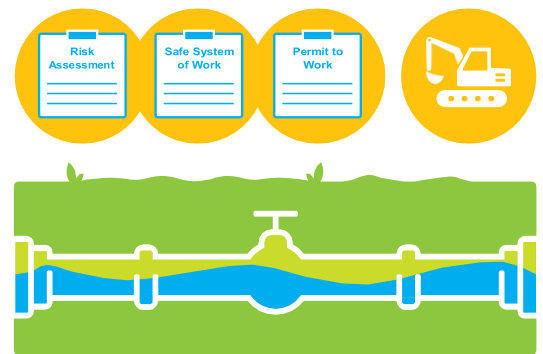 Risk
Assessment
Safe System
of Work
Permit to
Work